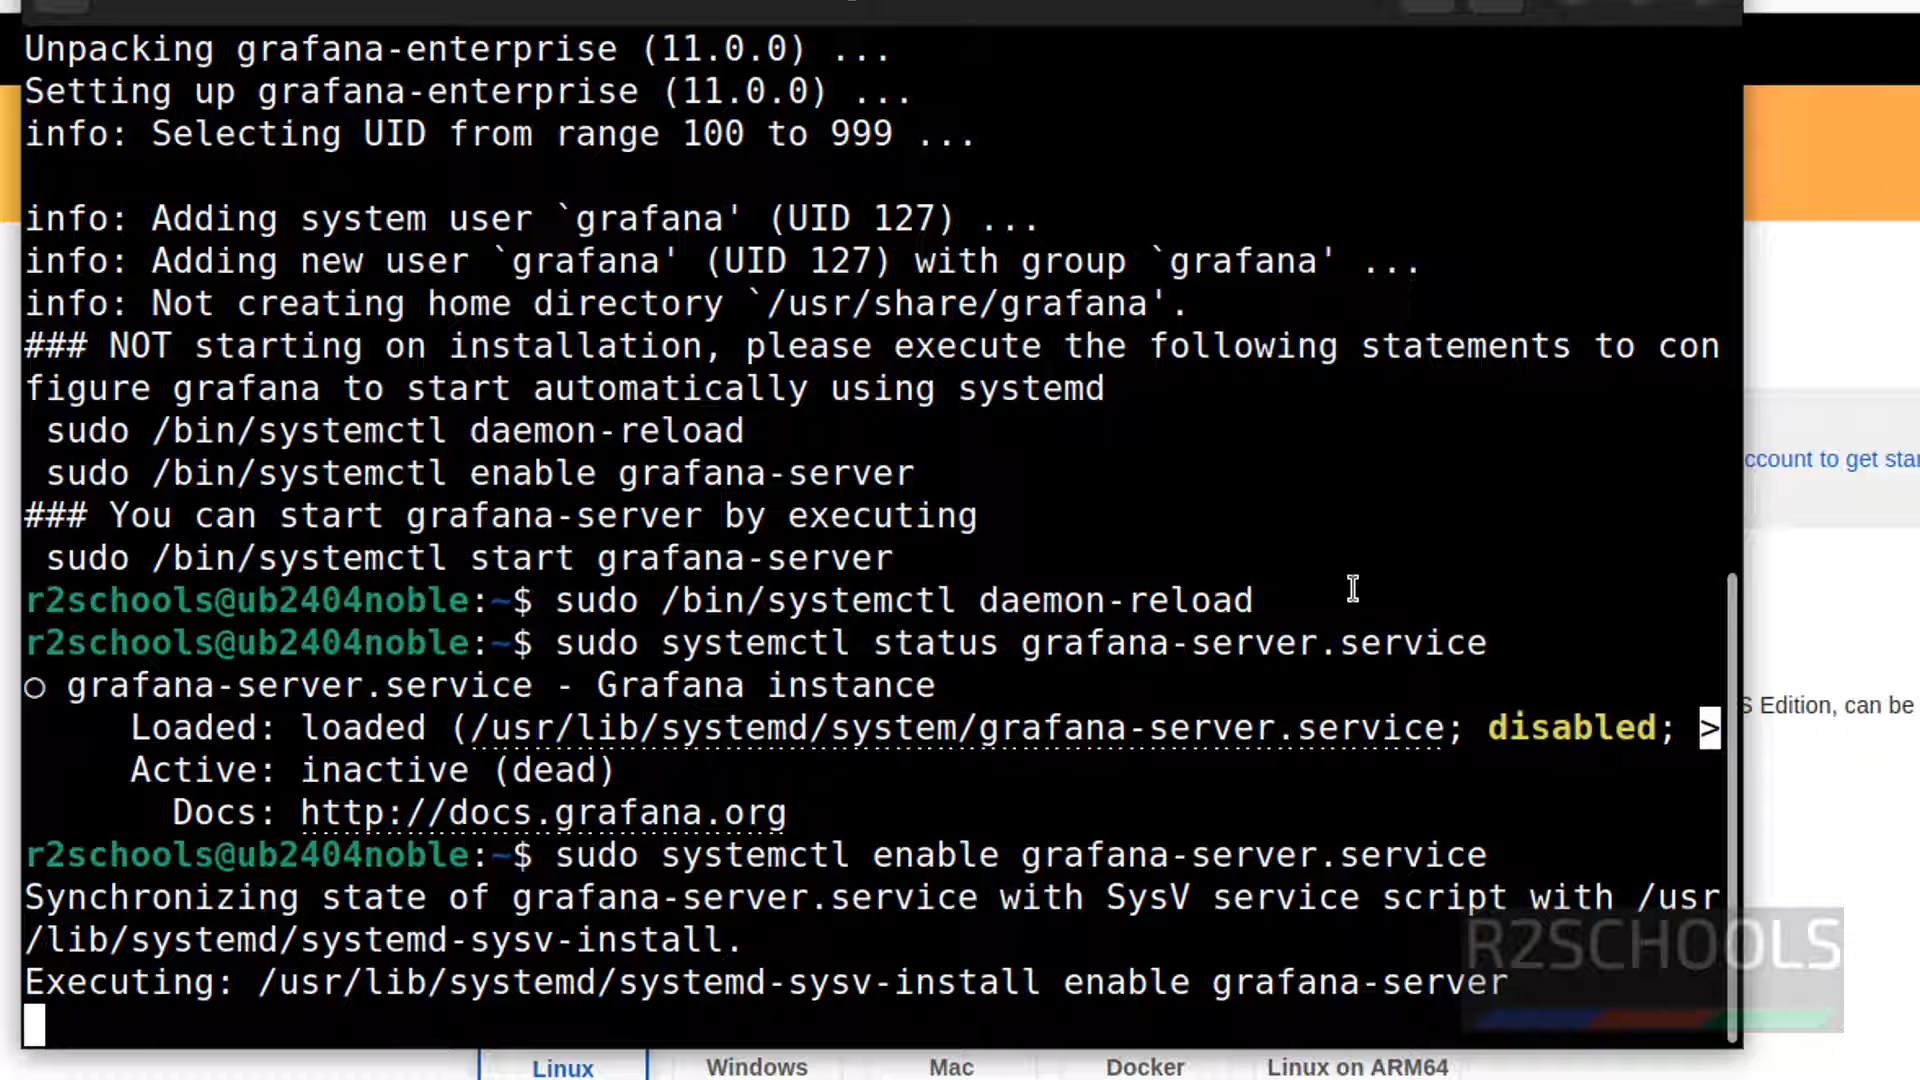 Unpacking grafana-enterprise (11.0.0) ...
Setting up grafana-enterprise (11.0.0) ...
info: Selecting UID from range 100 to 999 ...
info: Adding system user `grafana' (UID 127) ...
info: Adding new user `grafana' (UID 127) with group `grafana' ...
info: Not creating home directory `/usr/share/grafana'.
### NOT starting on installation, please execute the following statements to con
figure grafana to start automatically using systemd
 sudo /bin/systemctl daemon-reload
 sudo /bin/systemctl enable grafana-server
### You can start grafana-server by executing
 sudo /bin/systemctl start grafana-server
r2schools@ub2404noble:~$ sudo /bin/systemctl daemon-reload
r2schools@ub2404noble:~$ sudo systemctl status grafana-server.service
○ grafana-server.service - Grafana instance
     Loaded: loaded (/usr/lib/systemd/system/grafana-server.service; disabled; >
     Active: inactive (dead)
       Docs: http://docs.grafana.org
r2schools@ub2404noble:~$ sudo systemctl enable grafana-server.service
Synchronizing state of grafana-server.service with SysV service script with /usr
/lib/systemd/systemd-sysv-install.
Executing: /usr/lib/systemd/systemd-sysv-install enable grafana-server
ccount to get star
S Edition, can be
R2SCHOOLS
Linux Windows Mac Docker Linux on ARM64